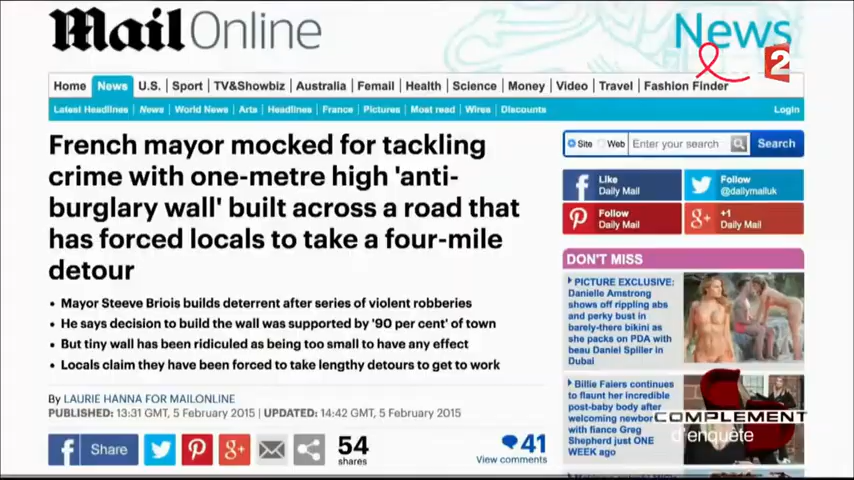 Mail Online
News
2
Home News U.S. Sport TV&Showbiz Australia Femail Health Science Money Video Travel Fashion Finder
Latest Headlines News World News Arts Headlines France Pictures Most read Wires Discounts Login
French mayor mocked for tackling
crime with one-metre high 'anti-
burglary wall' built across a road that
has forced locals to take a four-mile
detour
• Mayor Steeve Briois builds deterrent after series of violent robberies
• He says decision to build the wall was supported by '90 per cent' of town
• But tiny wall has been ridiculed as being too small to have any effect
• Locals claim they have been forced to take lengthy detours to get to work
By LAURIE HANNA FOR MAILONLINE
PUBLISHED: 13:31 GMT, 5 February 2015 | UPDATED: 14:42 GMT, 5 February 2015
Share
54
shares
41
View comments
Site Web Enter your search Search
Like
Daily Mail
Follow
@dailymailuk
Follow
Daily Mail
+1
Daily Mail
DON'T MISS
PICTURE EXCLUSIVE:
Danielle Armstrong
shows off rippling abs
and perky bust in
barely-there bikini as
she packs on PDA with
beau Daniel Spiller in
Dubai
Billie Faiers continues
to flaunt her incredible
post-baby body after
welcoming newbor
with fiance Greg
Shepherd just ONE
WEEK ago
COMPLEMENT
d'enquête